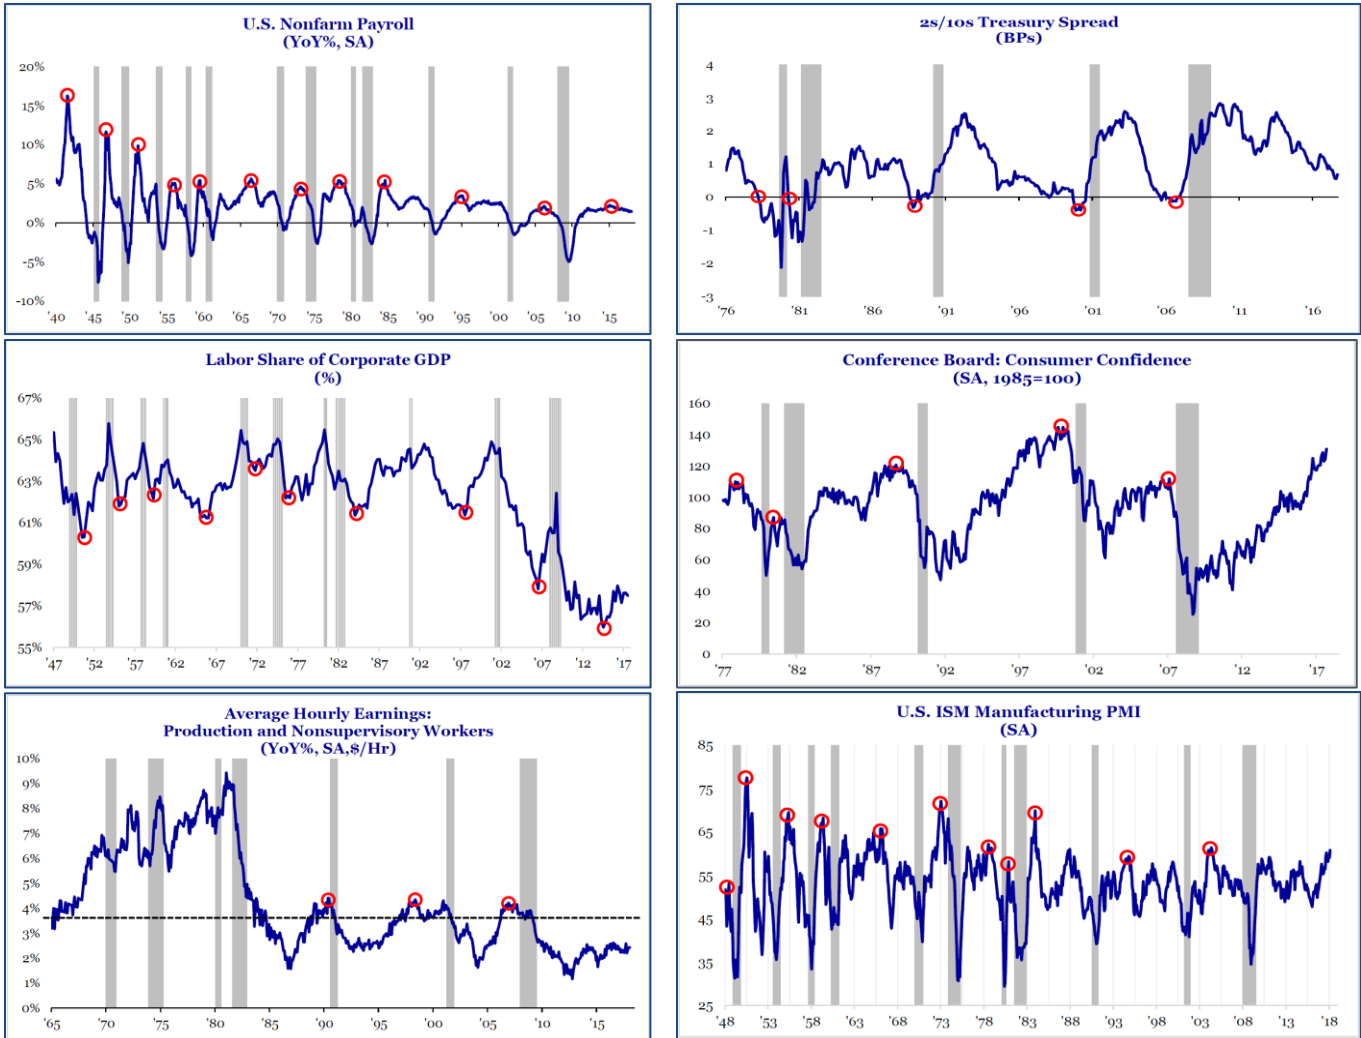 U.S. Nonfarm Payroll
(YoY%, SA)
20%
15%
10%
5%
0%
-5%
-10%
'40 '45 '50 '55 '60 '65 '70 '75 '80 '85 '90 '95 '00 '05 '10 '15
2s/10s Treasury Spread
(BPs)
4
3
2
1
0
-1
-2
-3
'76 '81 '86 '91 '96 '01 '06 '11 '16
Labor Share of Corporate GDP
(%)
67%
65%
63%
61%
59%
57%
55%
'47 '52 '57 '62 '67 '72 '77 '82 '87 '92 '97 '02 '07 '12 '17
Conference Board: Consumer Confidence
(SA, 1985=100)
160
140
120
100
80
60
40
20
0
'77 '82 '87 '92 '97 '02 '07 '12 '17
Average Hourly Earnings:
Production and Nonsupervisory Workers
(YoY%, SA,$/Hr)
10%
9%
8%
7%
6%
5%
4%
3%
2%
1%
0%
'65 '70 '75 '80 '85 '90 '95 '00 '05 '10 '15
U.S. ISM Manufacturing PMI
(SA)
85
75
65
55
45
35
25
'48 '53 '58 '63 '68 '73 '78 '83 '88 '93 '98 '03 '08 '13 '18